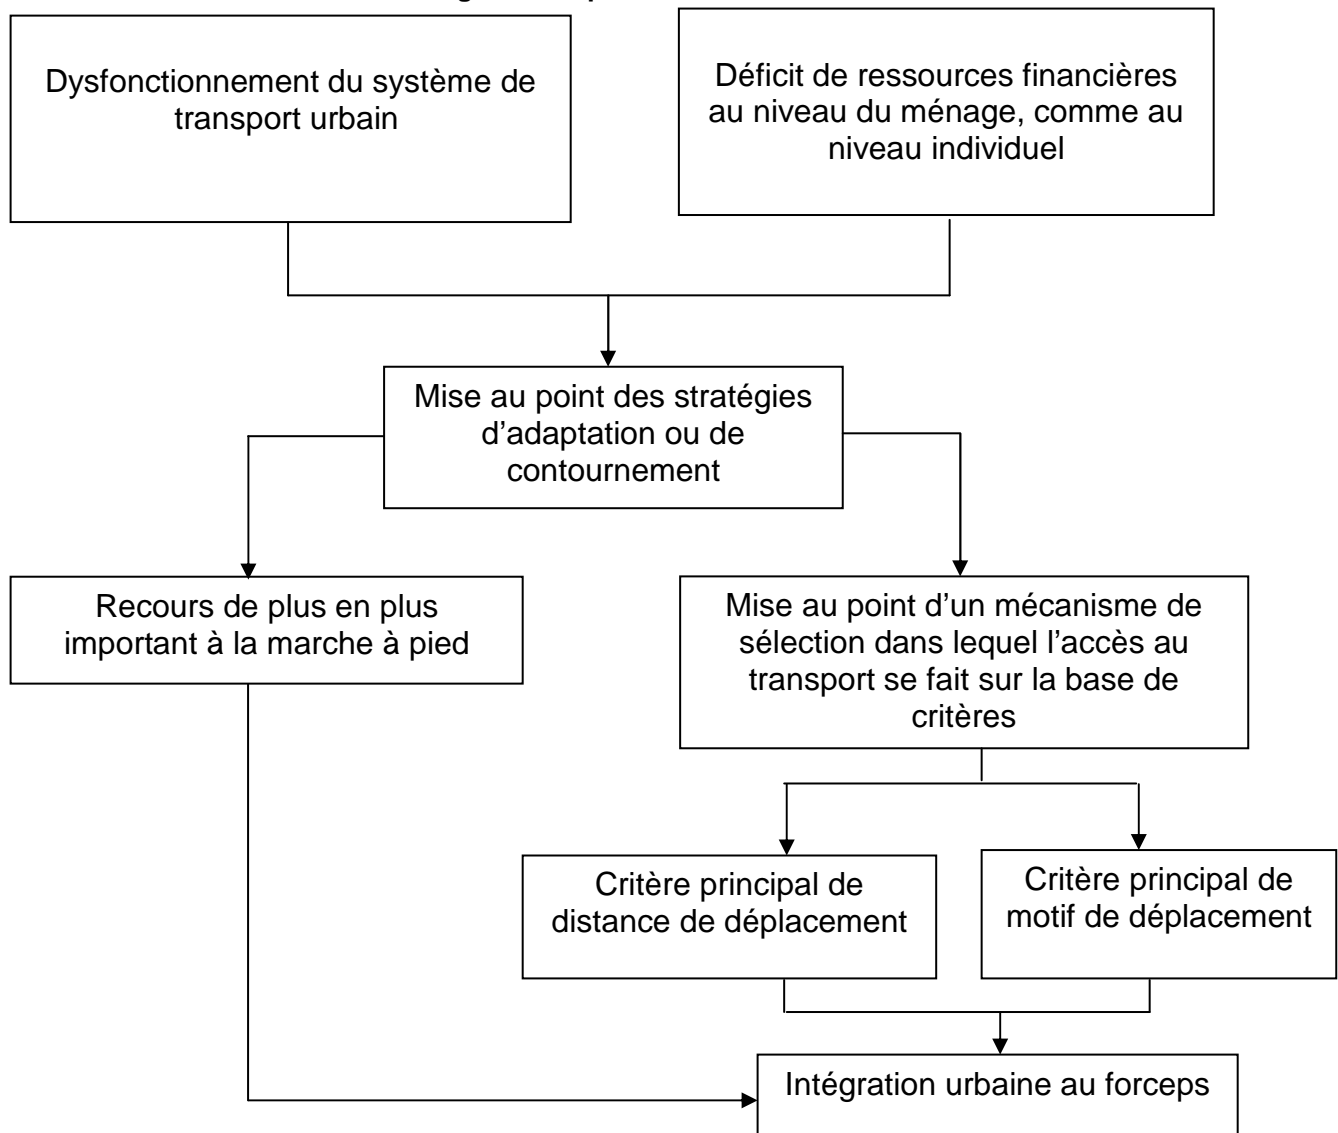 Dysfonctionnement du système de
transport urbain
Déficit de ressources financières
au niveau du ménage, comme au
niveau individuel
Mise au point des stratégies
d’adaptation ou de
contournement
Recours de plus en plus
important à la marche à pied
Mise au point d’un mécanisme de
sélection dans lequel l’accès au
transport se fait sur la base de
critères
Critère principal de
distance de déplacement
Critère principal de
motif de déplacement
Intégration urbaine au forceps